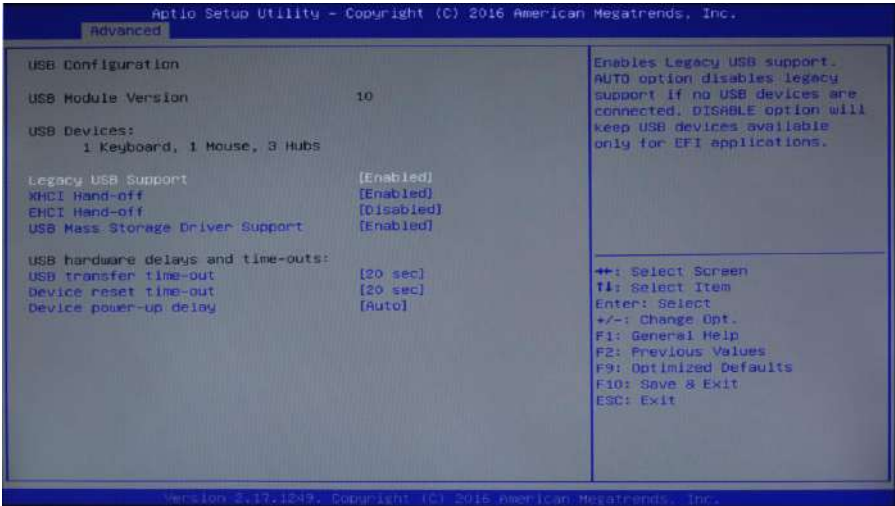 Aptio Setup Utility – Copyright (C) 2016 American Megatrends, Inc.
Advanced
USB Configuration
USB Module Version 10
USB Devices:
1 Keyboard, 1 Mouse, 3 Hubs
Legacy USB Support [Enabled]
XHCI Hand-off [Enabled]
EHCI Hand-off [Disabled]
USB Mass Storage Driver Support [Enabled]
USB hardware delays and time-outs:
USB transfer time-out [20 sec]
Device reset time-out [20 sec]
Device power-up delay [Auto]
Enables Legacy USB support.
AUTO option disables legacy
support if no USB devices are
connected. DISABLE option will
keep USB devices available
only for EFI applications.
→←: Select Screen
↑↓: Select Item
Enter: Select
+/-: Change Opt.
F1: General Help
F2: Previous Values
F9: Optimized Defaults
F10: Save & Exit
ESC: Exit
Version 2.17.1249. Copyright (C) 2016 American Megatrends, Inc.